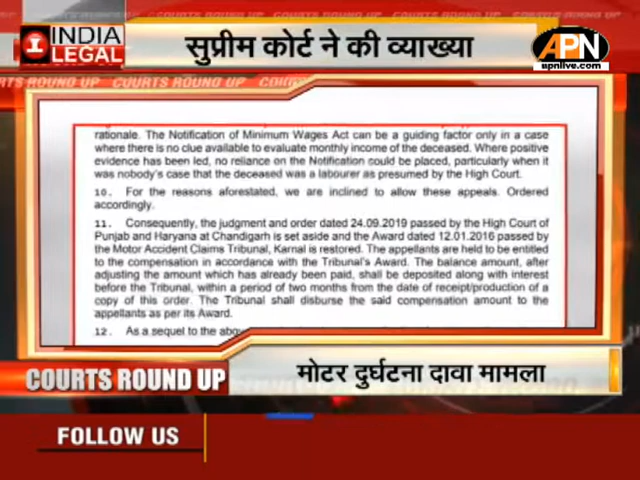 INDIA
LEGAL
सुप्रीम कोर्ट ने की व्याख्या
APN
apnlive.com
COURTS ROUND UP
rationale. The Notification of Minimum Wages Act can be a guiding factor only in a case
where there is no clue available to evaluate monthly income of the deceased. Where positive
evidence has been led, no reliance on the Notification could be placed, particularly when it
was nobody's case that the deceased was a labourer as presumed by the High Court.
10. For the reasons aforestated, we are inclined to allow these appeals. Ordered
accordingly.
11. Consequently, the judgment and order dated 24.09.2019 passed by the High Court of
Punjab and Haryana at Chandigarh is set aside and the Award dated 12.01.2016 passed by
the Motor Accident Claims Tribunal, Karnal is restored. The appellants are held to be entitled
to the compensation in accordance with the Tribunal's Award. The balance amount, after
adjusting the amount which has already been paid, shall be deposited along with interest
before the Tribunal, within a period of two months from the date of receipt/production of a
copy of this order. The Tribunal shall disburse the said compensation amount to the
appellants as per its Award.
12. As a sequel to the
COURTS ROUND UP
मोटर दुर्घटना दावा मामला
FOLLOW US